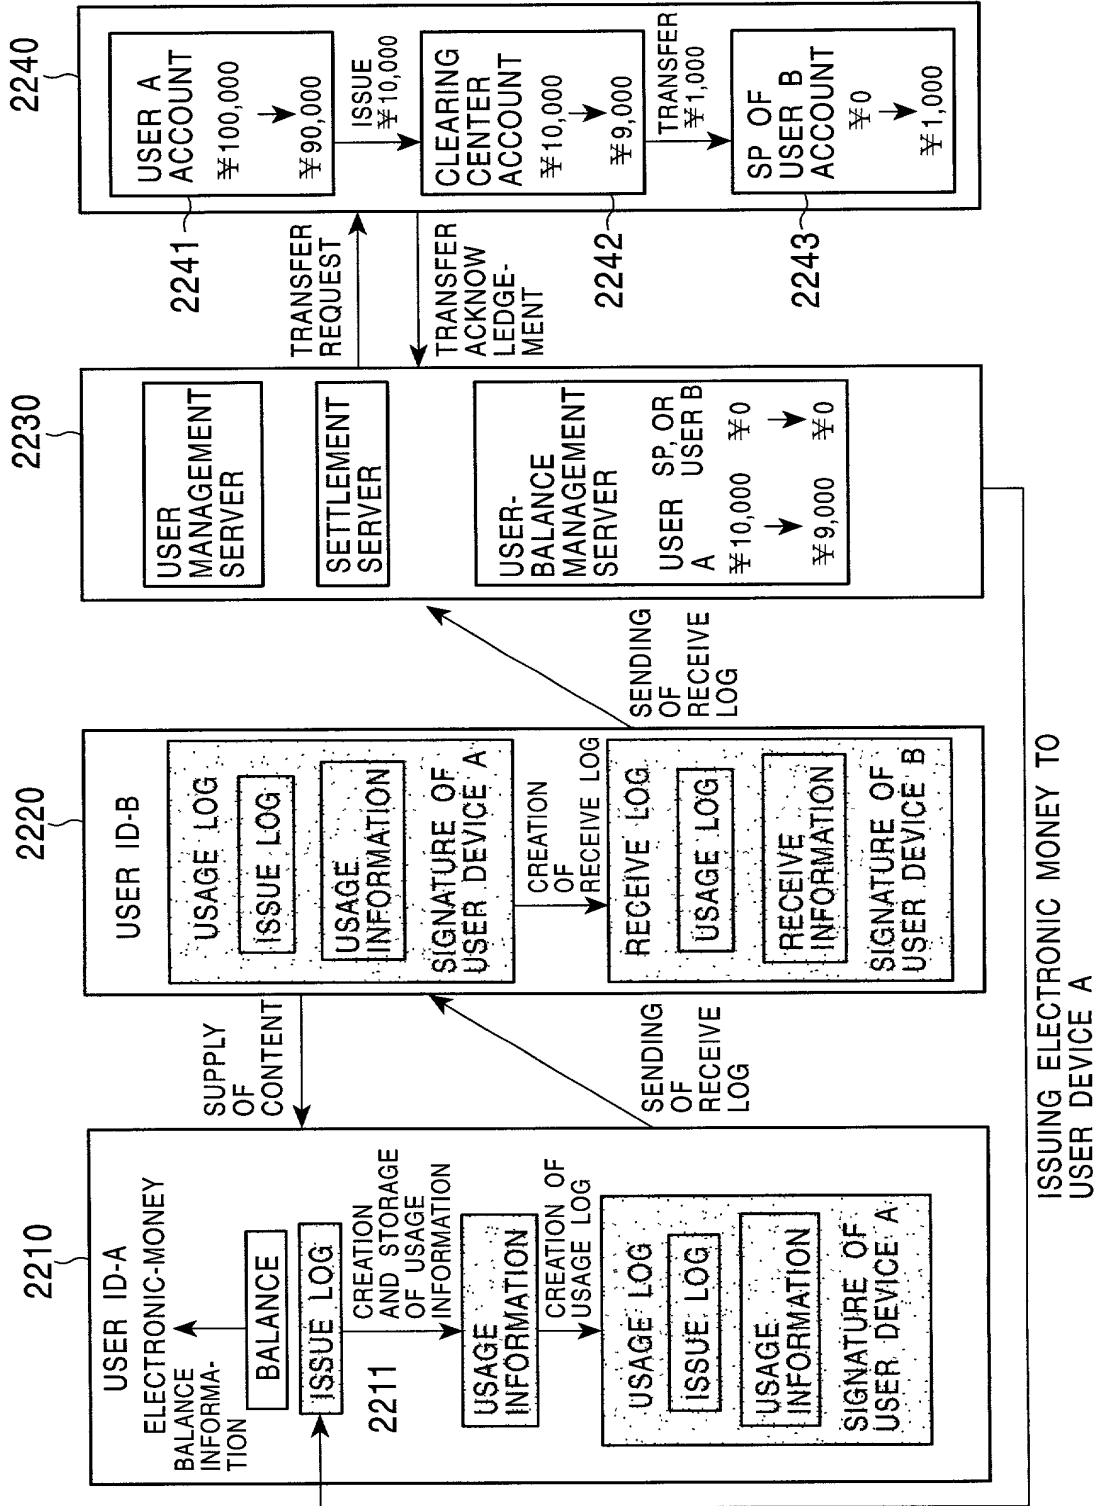 2210
USER ID-A
ELECTRONIC-MONEY
BALANCE
INFORMA-
TION
BALANCE
ISSUE LOG
2211
CREATION
AND STORAGE
OF USAGE
INFORMATION
USAGE
INFORMATION
CREATION OF
USAGE LOG
USAGE LOG
ISSUE LOG
USAGE
INFORMATION
SIGNATURE OF
USER DEVICE A
SUPPLY
OF
CONTENT
SENDING
OF
RECEIVE
LOG
2220
USER ID-B
USAGE LOG
ISSUE LOG
USAGE
INFORMATION
SIGNATURE OF
USER DEVICE A
CREATION
OF
RECEIVE LOG
RECEIVE LOG
USAGE LOG
RECEIVE
INFORMATION
SIGNATURE OF
USER DEVICE B
SENDING
OF
RECEIVE
LOG
2230
USER
MANAGEMENT
SERVER
SETTLEMENT
SERVER
USER-
BALANCE
MANAGEMENT
SERVER
USER
A
¥10,000
¥9,000
SP, OR
USER B
¥0
¥0
TRANSFER
REQUEST
TRANSFER
ACKNOW
LEDGE-
MENT
2240
USER A
ACCOUNT
¥100,000
¥90,000
2241
ISSUE
¥10,000
CLEARING
CENTER
ACCOUNT
¥10,000
¥9,000
2242
TRANSFER
¥1,000
SP OF
USER B
ACCOUNT
¥0
¥1,000
2243
ISSUING ELECTRONIC MONEY TO
USER DEVICE A